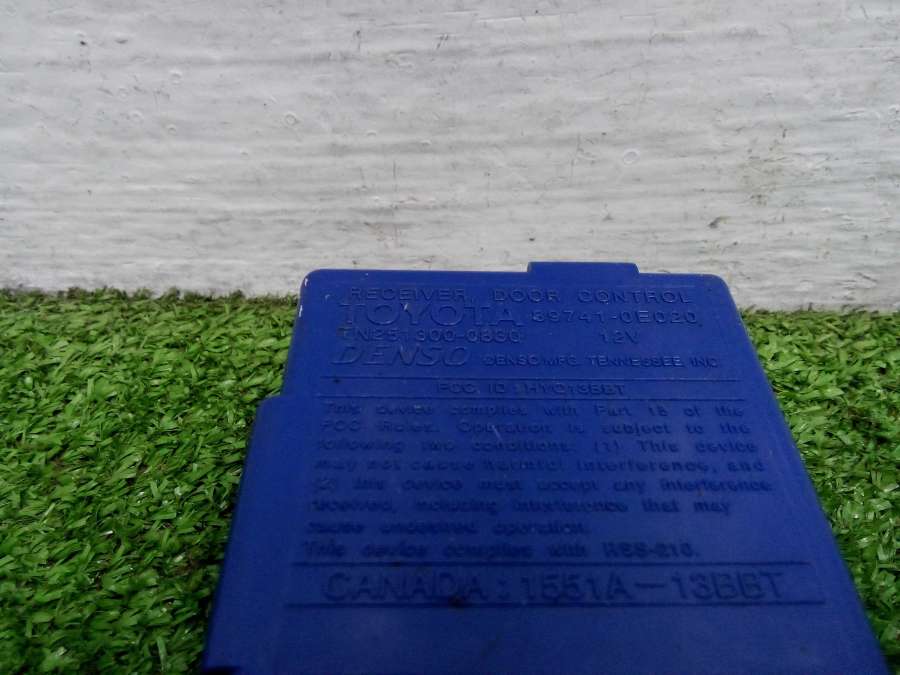 RECEIVER, DOOR CONTROL
TOYOTA 89741-0E020
TN251300-0830 12V
DENSO DENSO MFG. TENNESSEE, INC
FCC ID : HYQ13BBT
This device complies with Part 15 of the
FCC Rules. Operation is subject to the
following two conditions: (1) This device
may not cause harmful interference, and
(2) this device must accept any interference
received, including interference that may
cause undesired operation.
This device complies with RSS-210.
CANADA : 1551A-13BBT